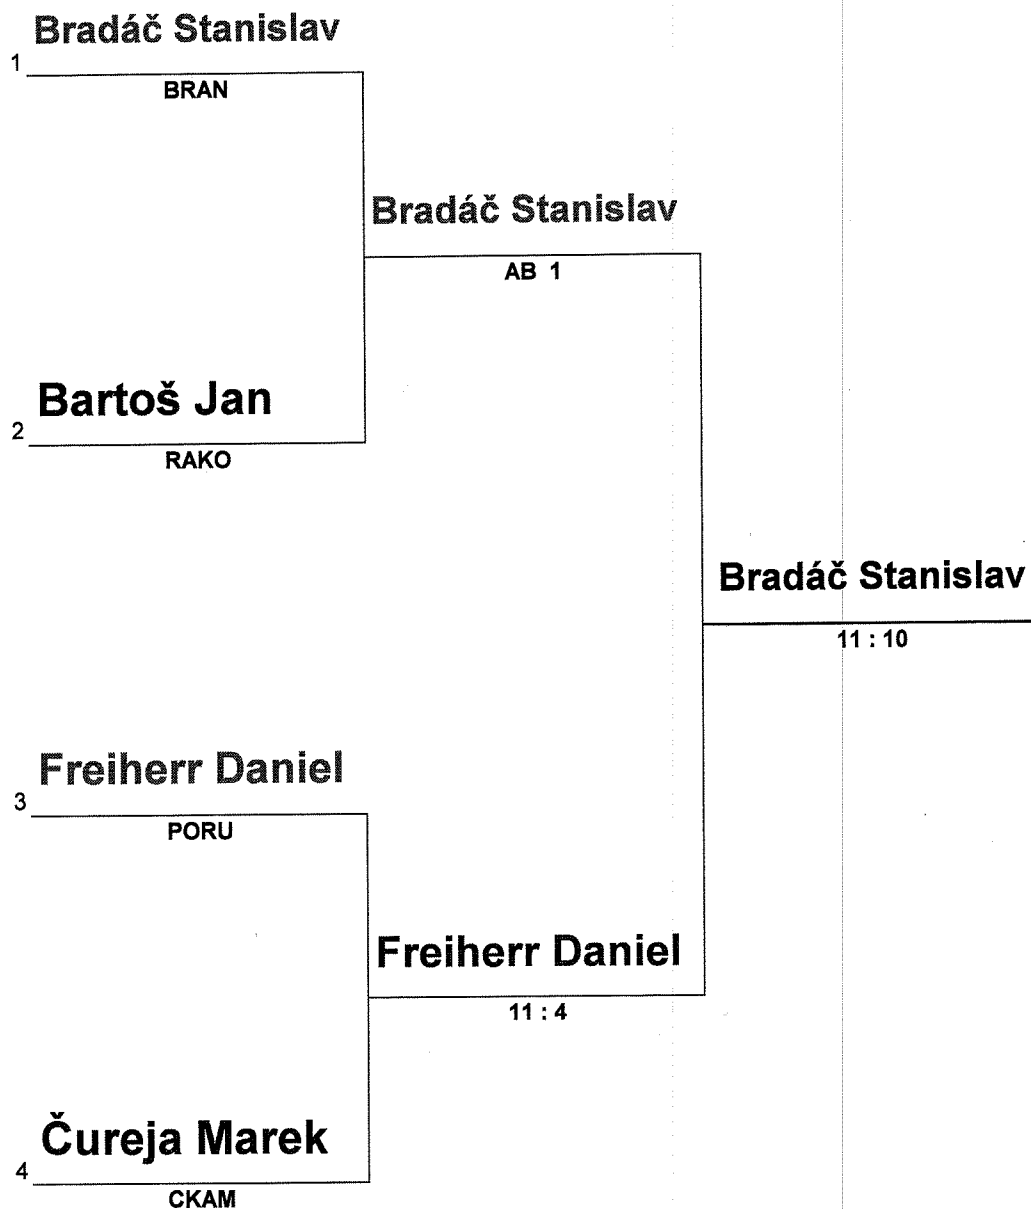 Bradáč Stanislav
1
BRAN
Bradáč Stanislav
AB 1
Bartoš Jan
2
RAKO
Bradáč Stanislav
11 : 10
Freiherr Daniel
3
PORU
Freiherr Daniel
11 : 4
Čureja Marek
4
CKAM